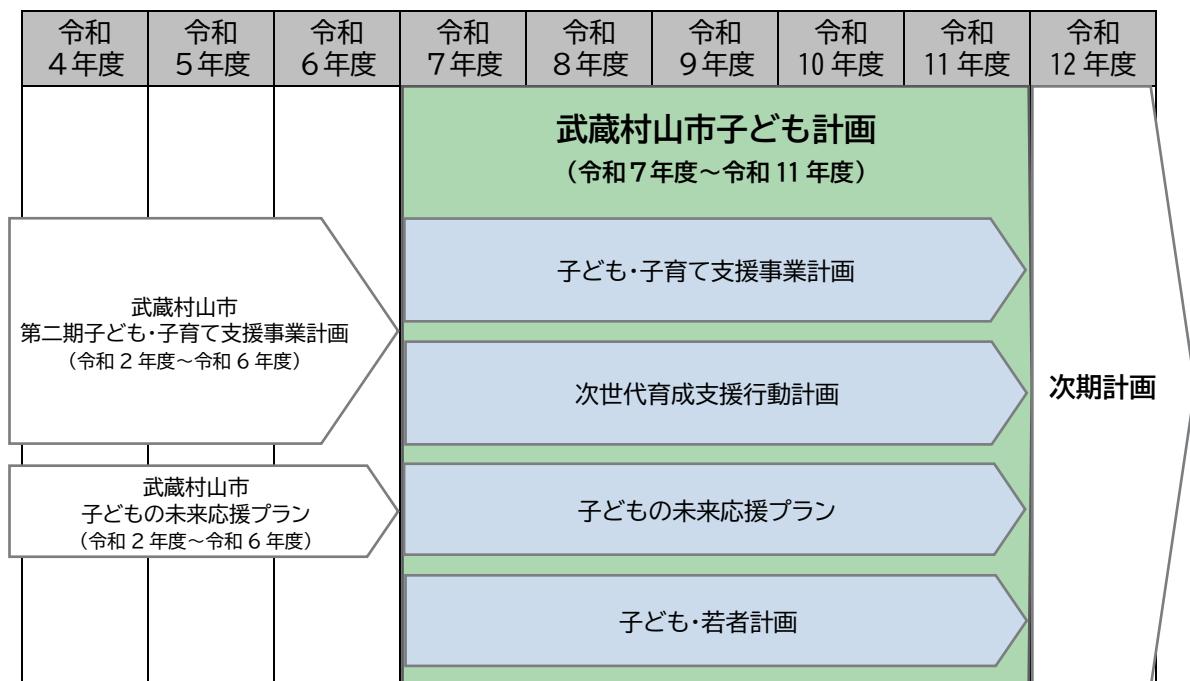 令和
4年度
令和
5年度
令和
6年度
令和
7年度
令和
8年度
令和
9年度
令和
10年度
令和
11年度
令和
12年度
武蔵村山市子ども計画
（令和7年度～令和11年度）
武蔵村山市
第二期子ども・子育て支援事業計画
（令和2年度～令和6年度）
武蔵村山市
子どもの未来応援プラン
（令和2年度～令和6年度）
子ども・子育て支援事業計画
次世代育成支援行動計画
子どもの未来応援プラン
子ども・若者計画
次期計画